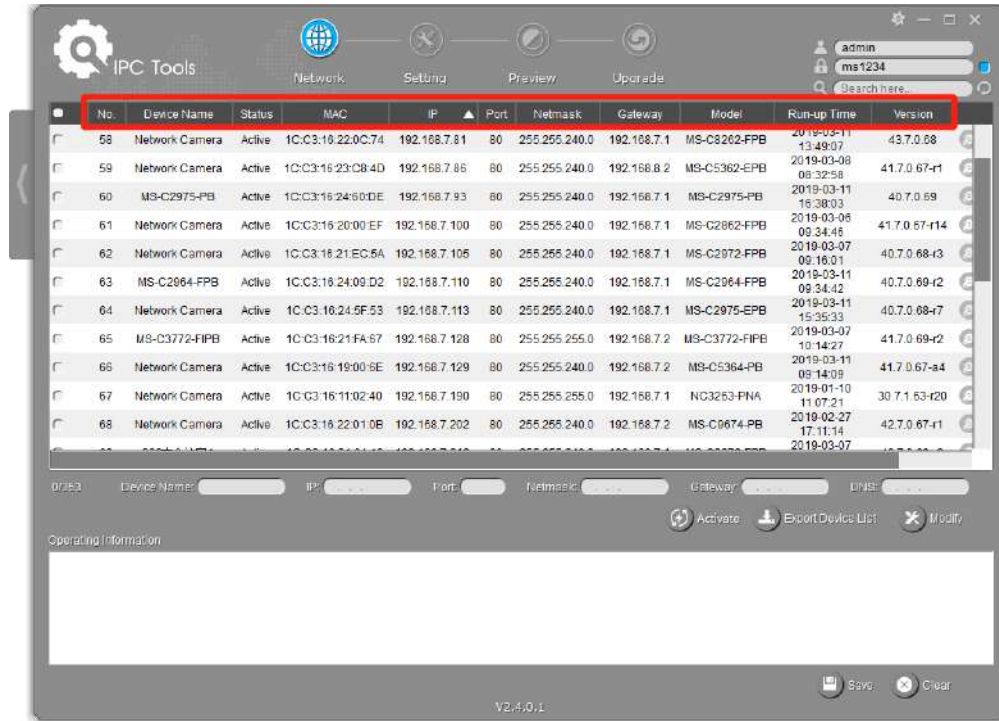 IPC Tools
Network Setting Preview Upgrade
admin
ms1234
Search here...
No. Device Name Status MAC IP Port Netmask Gateway Model Run-up Time Version
58 Network Camera Active 1C:C3:16:22:0C:74 192.168.7.81 80 255.255.240.0 192.168.7.1 MS-C8262-FPB 2019-03-11 13:49:07 43.7.0.68
59 Network Camera Active 1C:C3:16:23:C8:4D 192.168.7.86 80 255.255.240.0 192.168.8.2 MS-C5362-EPB 2019-03-08 08:32:58 41.7.0.67-r1
60 MS-C2975-PB Active 1C:C3:16:24:60:DE 192.168.7.93 80 255.255.240.0 192.168.7.1 MS-C2975-PB 2019-03-11 16:38:03 40.7.0.69
61 Network Camera Active 1C:C3:16:20:00:EF 192.168.7.100 80 255.255.240.0 192.168.7.1 MS-C2862-FPB 2019-03-06 09:34:46 41.7.0.67-r14
62 Network Camera Active 1C:C3:16:21:EC:5A 192.168.7.105 80 255.255.240.0 192.168.7.1 MS-C2972-FPB 2019-03-07 09:16:01 40.7.0.68-r3
63 MS-C2964-FPB Active 1C:C3:16:24:09:D2 192.168.7.110 80 255.255.240.0 192.168.7.1 MS-C2964-FPB 2019-03-11 09:34:42 40.7.0.69-r2
64 Network Camera Active 1C:C3:16:24:5F:53 192.168.7.113 80 255.255.240.0 192.168.7.1 MS-C2975-EPB 2019-03-11 15:35:33 40.7.0.68-r7
65 MS-C3772-FIPB Active 1C:C3:16:21:FA:67 192.168.7.128 80 255.255.255.0 192.168.7.2 MS-C3772-FIPB 2019-03-07 10:14:27 41.7.0.69-r2
66 Network Camera Active 1C:C3:16:19:00:6E 192.168.7.129 80 255.255.240.0 192.168.7.2 MS-C5364-PB 2019-03-11 09:14:09 41.7.0.67-a4
67 Network Camera Active 1C:C3:16:11:02:40 192.168.7.190 80 255.255.255.0 192.168.7.1 NC3263-PNA 2019-01-10 11:07:21 30.7.1.63-r20
68 Network Camera Active 1C:C3:16:22:01:0B 192.168.7.202 80 255.255.240.0 192.168.7.2 MS-C9674-PB 2019-02-27 17:11:14 42.7.0.67-r1
2019-03-07
0/253 Device Name: IP: Port: Netmask: Gateway: DNS:
Activate Export Device List Modify
Operating Information
Save Clear
V2.4.0.1